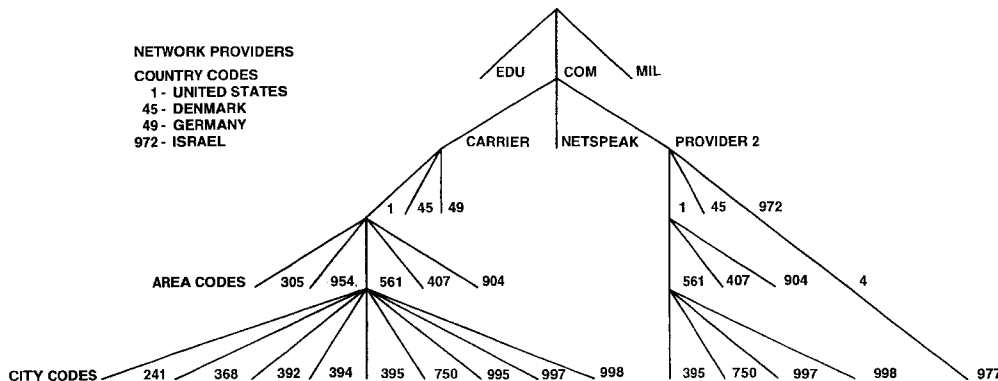 NETWORK PROVIDERS
EDU COM MIL
COUNTRY CODES
1 - UNITED STATES
45 - DENMARK
49 - GERMANY
972 - ISRAEL
CARRIER NETSPEAK PROVIDER 2
1 45 49 1 45 972
AREA CODES 305 954. 561 407 904 561 407 904 4
CITY CODES 241 368 392 394 395 750 995 997 998 395 750 997 998 977